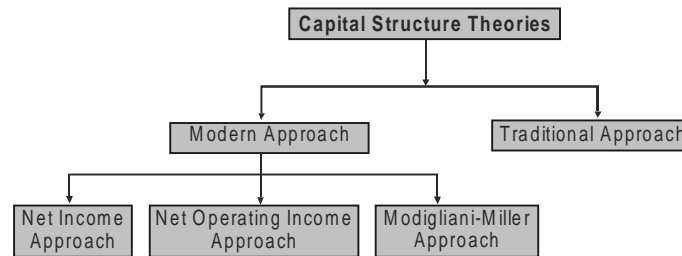 Capital Structure Theories
Modern Approach
Traditional Approach
Net Income
Approach
Net Operating Income
Approach
Modigliani-Miller
Approach